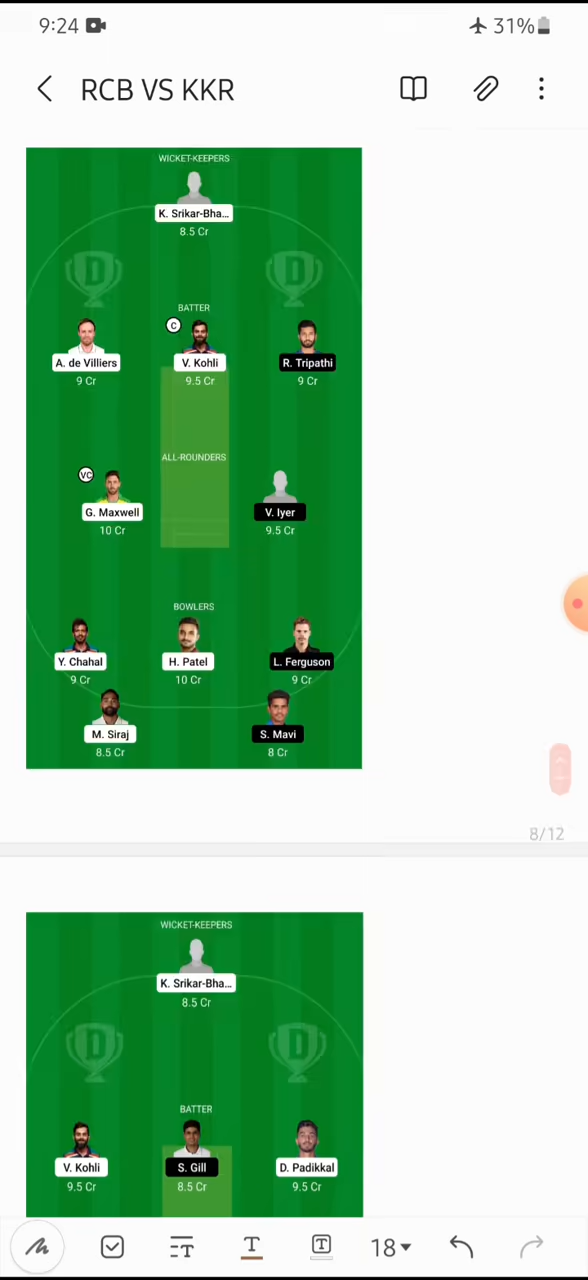 9:24 31%
RCB VS KKR
WICKET-KEEPERS
K. Srikar-Bha...
8.5 Cr
D D
BATTER
C
A. de Villiers V. Kohli R. Tripathi
9 Cr 9.5 Cr 9 Cr
ALL-ROUNDERS
VC
G. Maxwell V. Iyer
10 Cr 9.5 Cr
BOWLERS
Y. Chahal H. Patel L. Ferguson
9 Cr 10 Cr 9 Cr
M. Siraj S. Mavi
8.5 Cr 8 Cr
8/12
WICKET-KEEPERS
K. Srikar-Bha...
8.5 Cr
D D
BATTER
V. Kohli S. Gill D. Padikkal
9.5 Cr 8.5 Cr 9.5 Cr
T T T 18